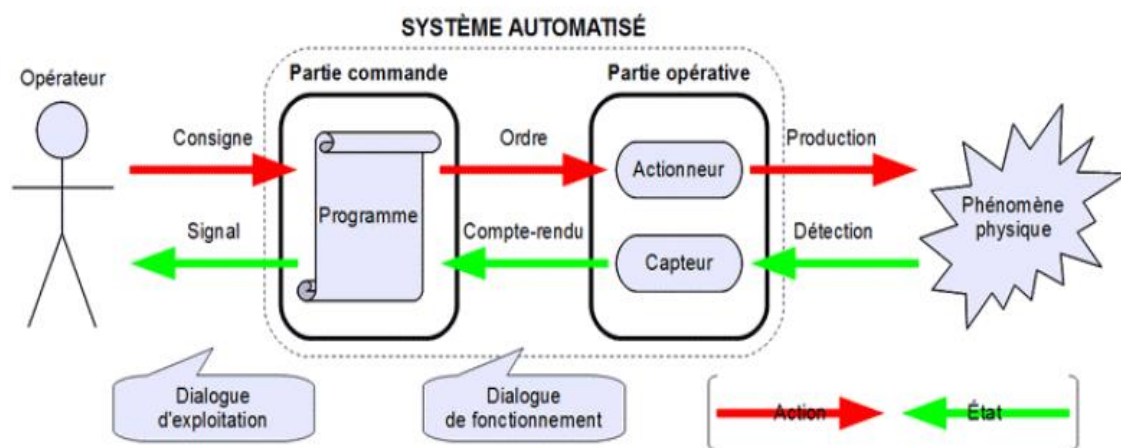 SYSTÈME AUTOMATISÉ
Opérateur
Partie commande
Partie opérative
Consigne
Ordre
Production
Actionneur
Programme
Phénomène
physique
Signal
Compte-rendu
Détection
Capteur
Dialogue
d'exploitation
Dialogue
de fonctionnement
Action
État